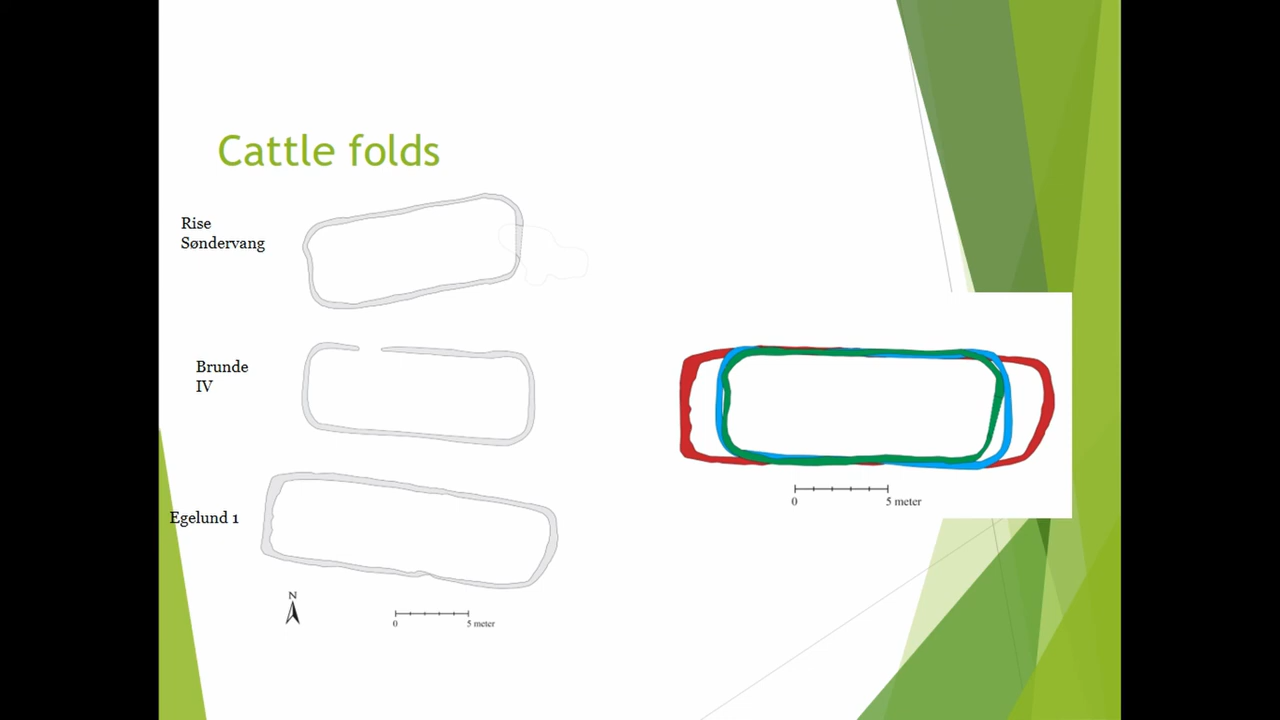 Cattle folds
Rise
Søndervang
Brunde
IV
Egelund 1
N
0 5 meter
0 5 meter